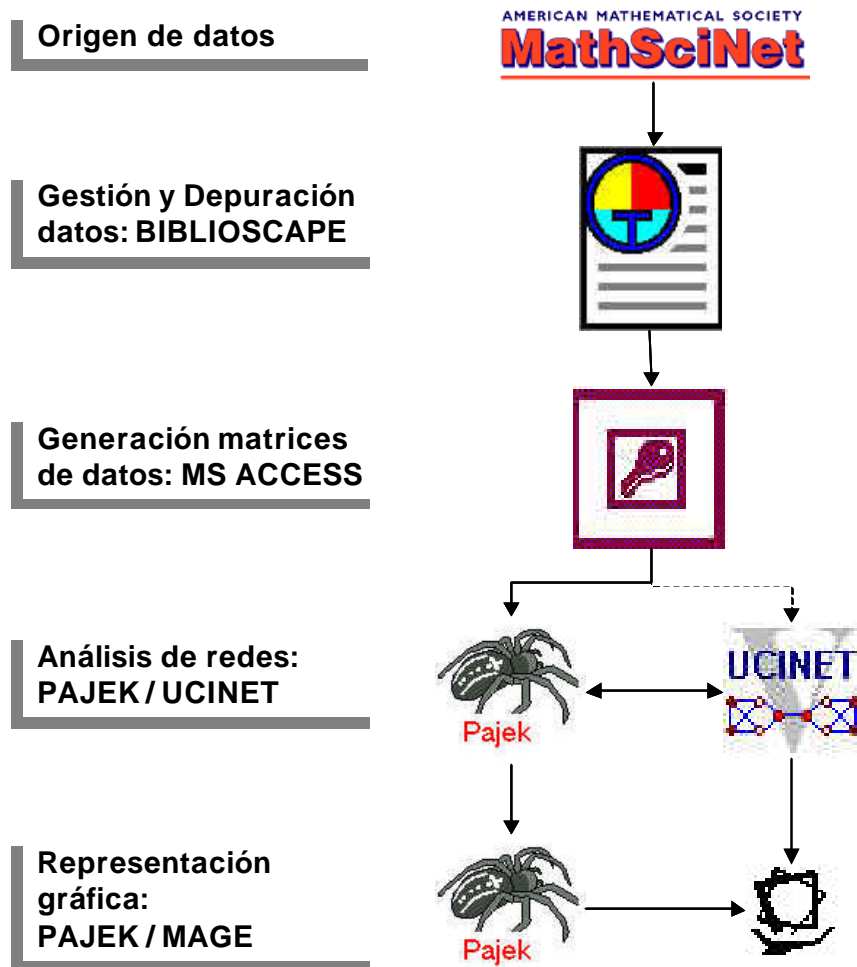 Origen de datos
AMERICAN MATHEMATICAL SOCIETY
MathSciNet
Gestión y Depuración
datos: BIBLIOSCAPE
Generación matrices
de datos: MS ACCESS
Análisis de redes:
PAJEK / UCINET
Pajek
UCINET
Representación
gráfica:
PAJEK / MAGE
Pajek